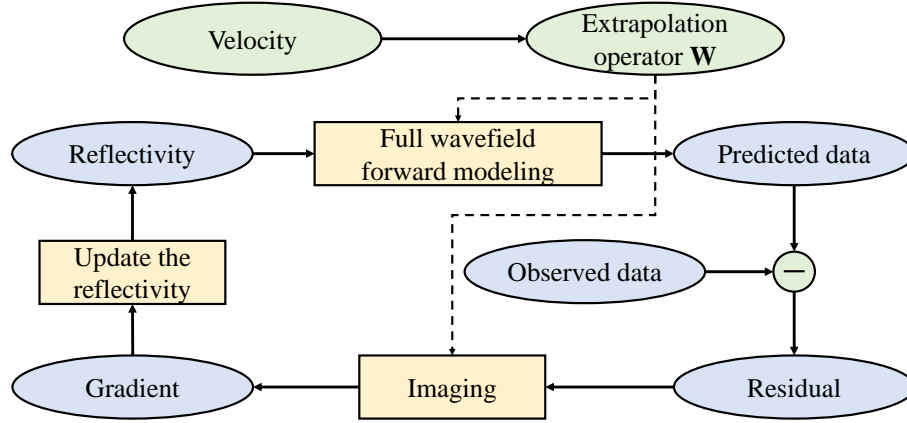 Velocity
Extrapolation
operator W
Reflectivity
Full wavefield
forward modeling
Predicted data
Update the
reflectivity
Observed data
−
Gradient
Imaging
Residual